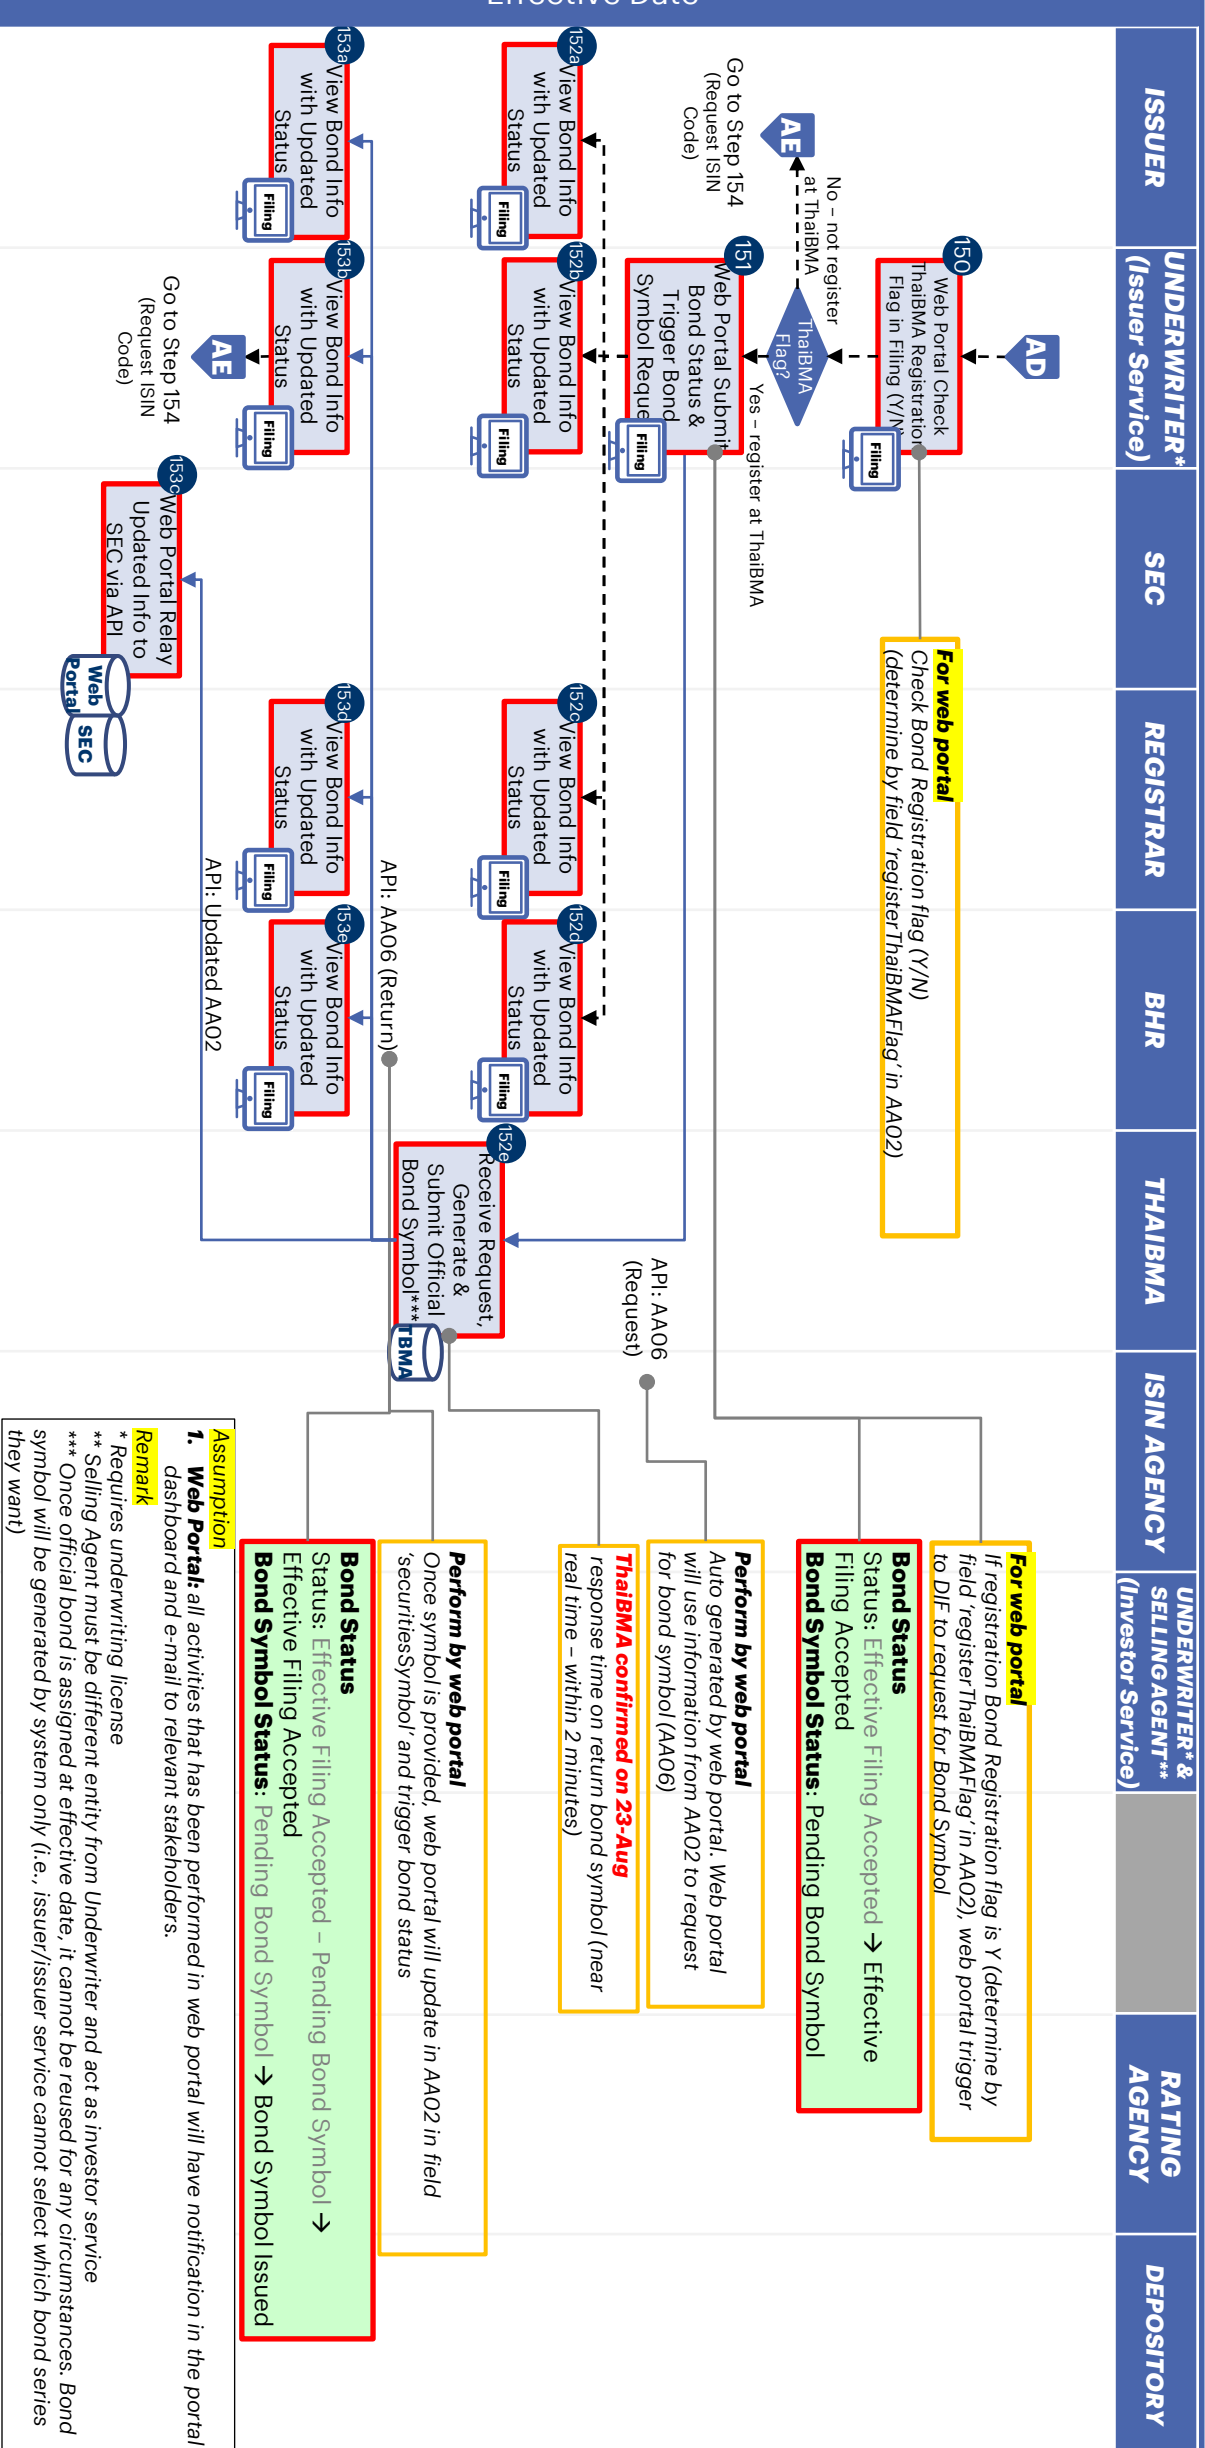 Effective Date
ISSUER
UNDERWRITER*
(Issuer Service)
SEC
REGISTRAR
BHR
THAIBMA
ISIN AGENCY
UNDERWRITER* &
SELLING AGENT**
(Investor Service)
RATING
AGENCY
DEPOSITORY
AD
150
Web Portal Check
ThaiBMA Registration
Flag in Filing (Y/N)
Filing
For web portal
Check Bond Registration flag (Y/N)
(determine by field 'registerThaiBMAFlag' in AA02)
ThaiBMA
Flag?
No – not register
at ThaiBMA
AE
Go to Step 154
(Request ISIN
Code)
Yes – register at ThaiBMA
151
Web Portal Submit
Bond Status &
Trigger Bond
Symbol Reque
Filing
For web portal
If registration Bond Registration flag is Y (determine by
field 'registerThaiBMAFlag' in AA02), web portal trigger
to DIF to request for Bond Symbol
Bond Status
Status: Effective Filing Accepted → Effective
Filing Accepted
Bond Symbol Status: Pending Bond Symbol
API: AA06
(Request)
Perform by web portal
Auto generated by web portal. Web portal
will use information from AA02 to request
for bond symbol (AA06)
152a
View Bond Info
with Updated
Status
Filing
152b
View Bond Info
with Updated
Status
Filing
152c
View Bond Info
with Updated
Status
Filing
152d
View Bond Info
with Updated
Status
Filing
152e
Receive Request,
Generate &
Submit Official
Bond Symbol***
TBMA
ThaiBMA confirmed on 23-Aug
response time on return bond symbol (near
real time – within 2 minutes)
API: AA06 (Return)
Perform by web portal
Once symbol is provided, web portal will update in AA02 in field
'securitiesSymbol' and trigger bond status
153a
View Bond Info
with Updated
Status
Filing
153b
View Bond Info
with Updated
Status
Filing
153d
View Bond Info
with Updated
Status
Filing
153e
View Bond Info
with Updated
Status
Filing
Bond Status
Status: Effective Filing Accepted – Pending Bond Symbol →
Effective Filing Accepted
Bond Symbol Status: Pending Bond Symbol → Bond Symbol Issued
AE
Go to Step 154
(Request ISIN
Code)
API: Updated AA02
153c
Web Portal Relay
Updated Info to
SEC via API
Web
Portal
SEC
Assumption
1. Web Portal: all activities that has been performed in web portal will have notification in the portal
dashboard and e-mail to relevant stakeholders.
Remark
* Requires underwriting license
** Selling Agent must be different entity from Underwriter and act as investor service
*** Once official bond is assigned at effective date, it cannot be reused for any circumstances. Bond
symbol will be generated by system only (i.e., issuer/issuer service cannot select which bond series
they want)